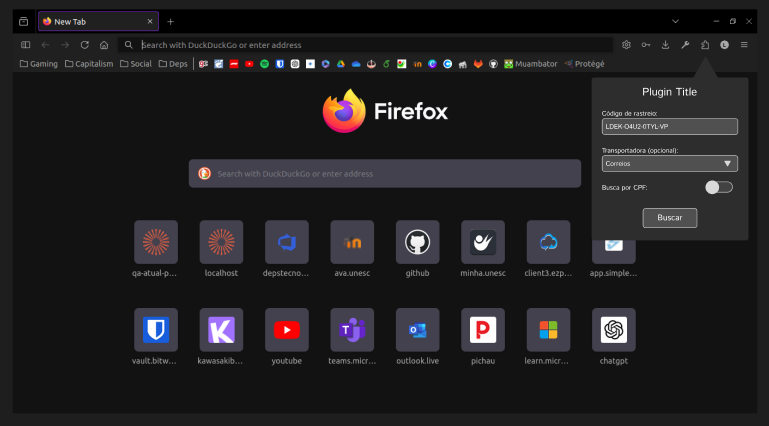 New Tab
Search with DuckDuckGo or enter address
L
Gaming Capitalism Social Deps Muambator Protégé
Plugin Title
Código de rastreio:
LDEK-O4U2-0TYL-VP
Transportadora (opcional):
Correios
Busca por CPF:
Buscar
Firefox
Search with DuckDuckGo or enter address
qa-atual-p...
localhost
depstecno...
ava.unesc
github
minha.unesc
client3.ezp...
app.simple...
vault.bitw...
kawasakib...
youtube
teams.micr...
outlook.live
pichau
learn.micr...
chatgpt